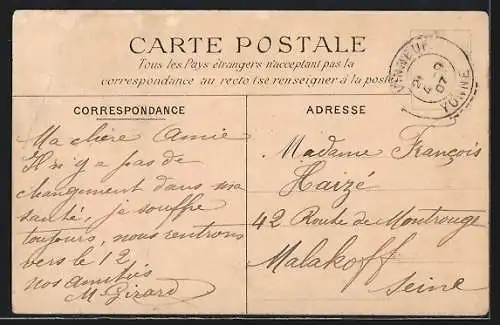 CARTE POSTALE
Tous les Pays étrangers n'acceptant pas la
correspondance au recto (se renseigner à la poste
YONNE
CORRESPONDANCE
ADRESSE
Ma chère Amie
Il n'y a pas de
changement dans ma
santé, je souffre
toujours, nous rentrons
vers le 12
nos amitiés
M. Girard
Madame François
Haizé
42 Route de Montrouge
Malakoff
Seine